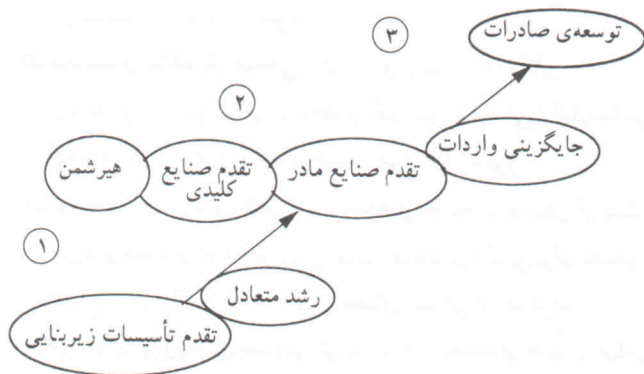 توسعه‌ی صادرات
۳
جایگزینی واردات
۲
تقدم صنایع مادر
تقدم صنایع
کلیدی
هیرشمن
۱
رشد متعادل
تقدم تأسیسات زیربنایی